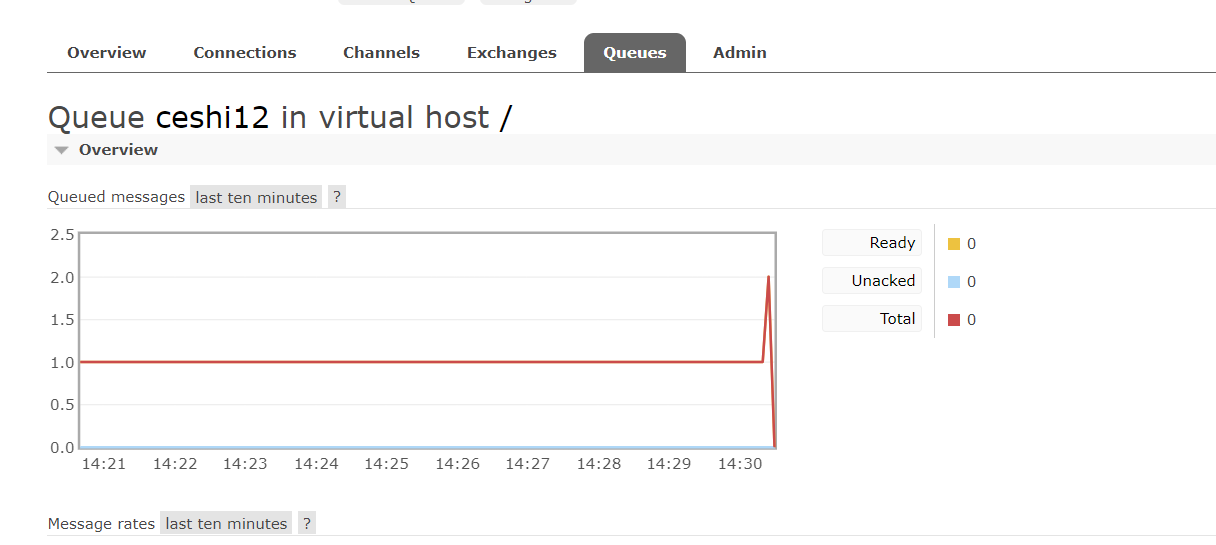 Overview Connections Channels Exchanges Queues Admin
Queue ceshi12 in virtual host /
Overview
Queued messages last ten minutes ?
2.5
2.0
1.5
1.0
0.5
0.0
14:21 14:22 14:23 14:24 14:25 14:26 14:27 14:28 14:29 14:30
Ready 0
Unacked 0
Total 0
Message rates last ten minutes ?